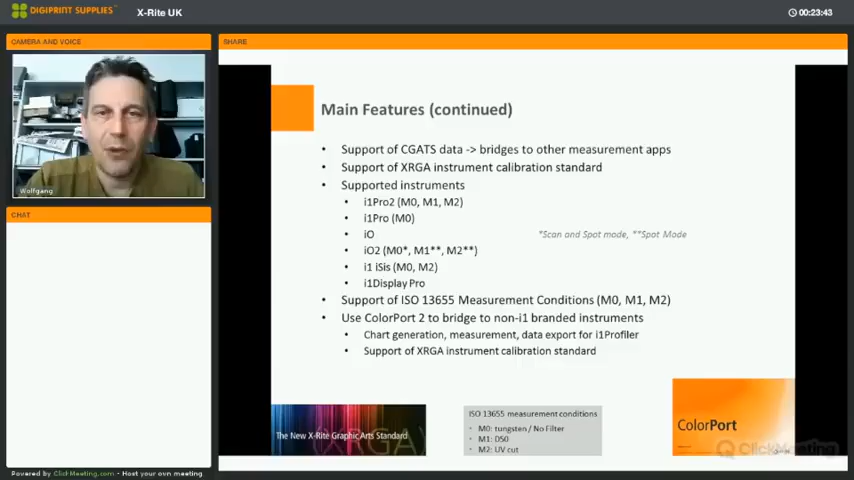 DIGIPRINT SUPPLIES
X-Rite UK
00:23:43
CAMERA AND VOICE
SHARE
Wolfgang
CHAT
Main Features (continued)
• Support of CGATS data -> bridges to other measurement apps
• Support of XRGA instrument calibration standard
• Supported instruments
• i1Pro2 (M0, M1, M2)
• i1Pro (M0)
• iO
*Scan and Spot mode, **Spot Mode
• iO2 (M0*, M1**, M2**)
• i1 iSis (M0, M2)
• i1Display Pro
• Support of ISO 13655 Measurement Conditions (M0, M1, M2)
• Use ColorPort 2 to bridge to non-i1 branded instruments
• Chart generation, measurement, data export for i1Profiler
• Support of XRGA instrument calibration standard
The New X-Rite Graphic Arts Standard
XRGA
ISO 13655 measurement conditions
• M0: tungsten / No Filter
• M1: D50
• M2: UV cut
ColorPort
ClickMeeting
Powered by ClickMeeting.com - Host your own meeting.